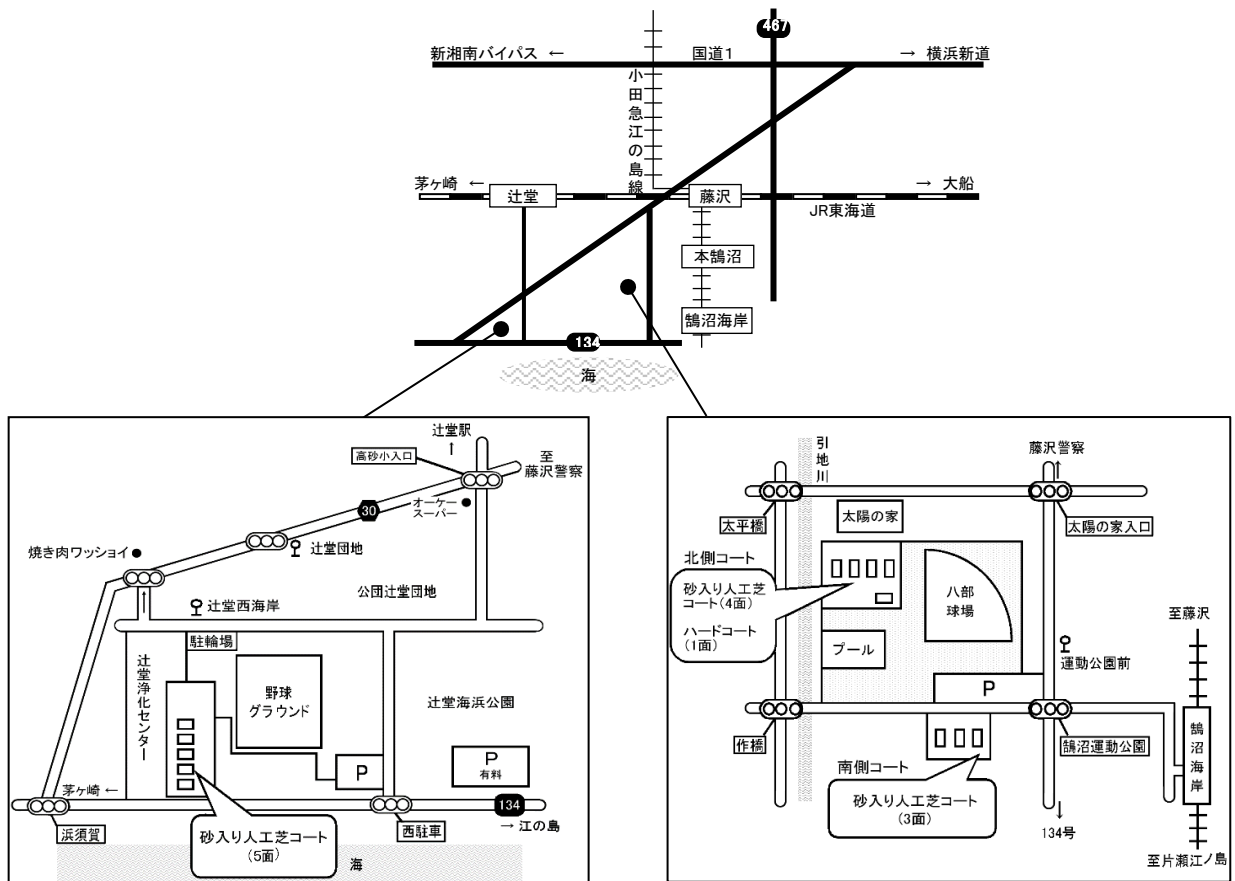 467
新湘南バイパス ←
国道1
→ 横浜新道
小田急江の島線
茅ヶ崎 ←
辻堂
藤沢
→ 大船
JR東海道
本鵠沼
鵠沼海岸
134
海
辻堂駅
↑
高砂小入口
至
藤沢警察
オーケー
スーパー
30
焼き肉ワッショイ
辻堂団地
公団辻堂団地
辻堂西海岸
駐輪場
辻堂浄化センター
野球
グラウンド
辻堂海浜公園
P
P
有料
茅ヶ崎 ←
134
→ 江の島
浜須賀
西駐車
砂入り人工芝コート
(5面)
海
引地川
藤沢警察
太平橋
太陽の家
太陽の家入口
北側コート
砂入り人工芝
コート(4面)
ハードコート
(1面)
八部
球場
プール
至藤沢
運動公園前
P
作橋
鵠沼運動公園
鵠沼海岸
南側コート
砂入り人工芝コート
(3面)
↓
134号
至片瀬江ノ島